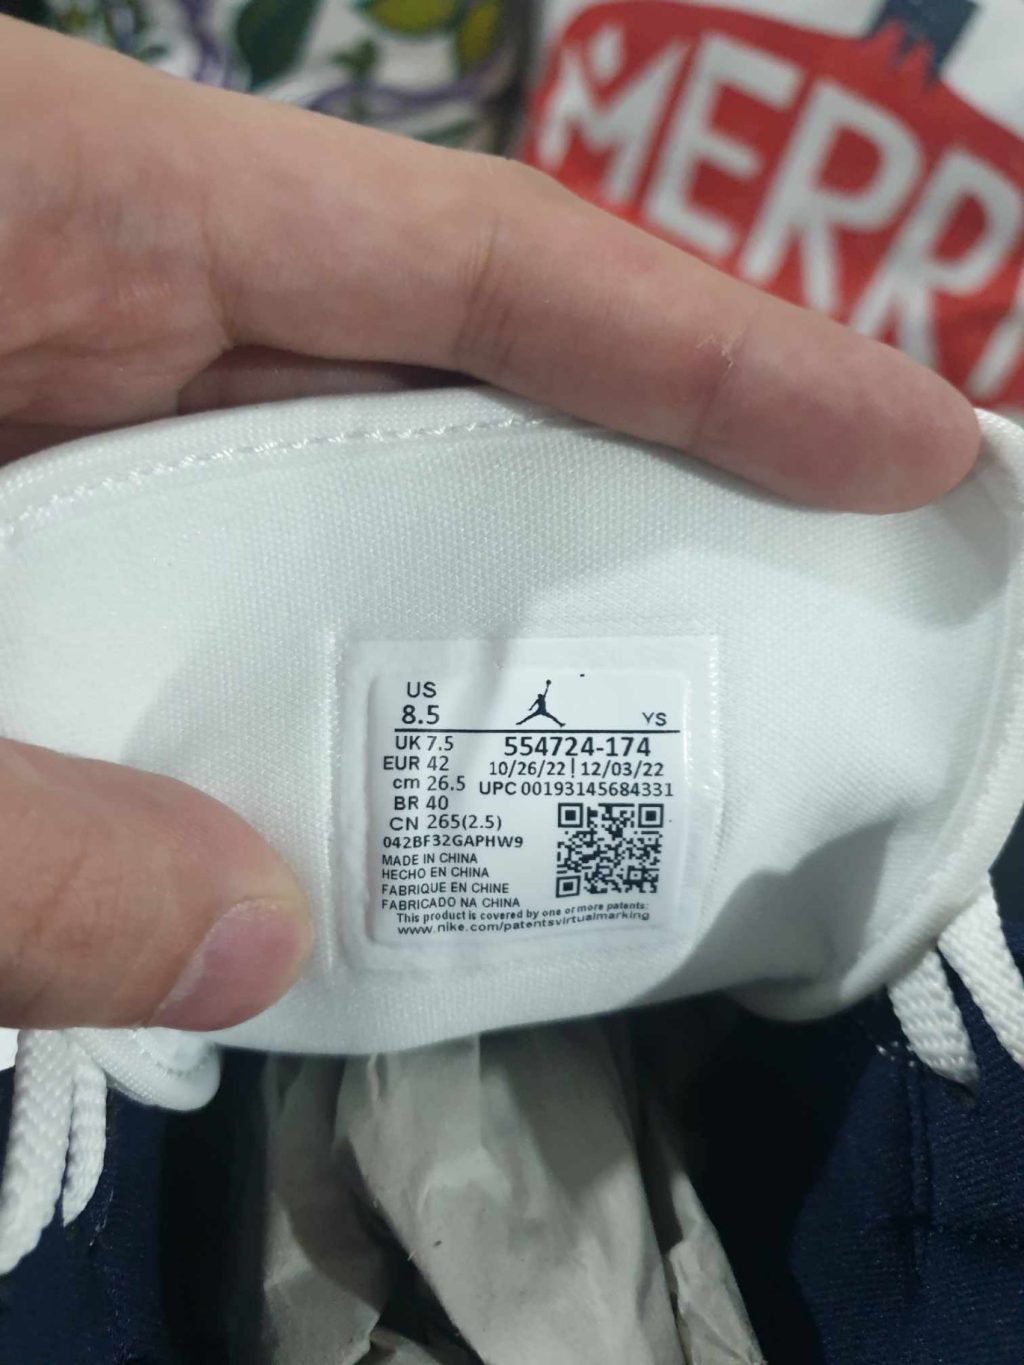 MERRY
US
8.5
YS
UK 7.5
554724-174
EUR 42
10/26/22 | 12/03/22
cm 26.5
UPC 00193145684331
BR 40
CN 265(2.5)
042BF32GAPHW9
MADE IN CHINA
HECHO EN CHINA
FABRIQUE EN CHINE
FABRICADO NA CHINA
This product is covered by one or more patents:
www.nike.com/patentsvirtualmarking